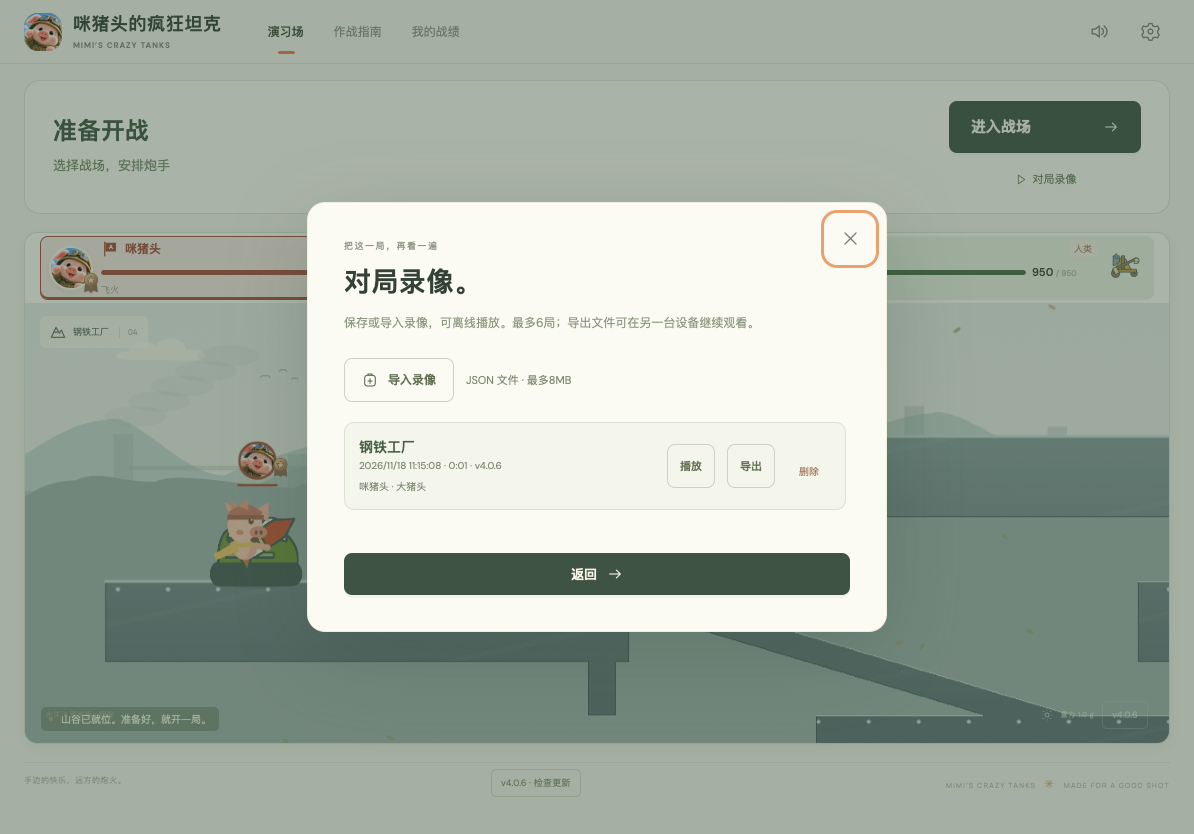 咪猪头的疯狂坦克
MIMI'S CRAZY TANKS
演习场
作战指南
我的战绩
准备开战
选择战场，安排炮手
进入战场
对局录像
咪猪头
飞火
人类
950 / 950
钢铁工厂 | 04
把这一局，再看一遍
对局录像。
保存或导入录像，可离线播放。最多6局；导出文件可在另一台设备继续观看。
导入录像
JSON 文件 · 最多8MB
钢铁工厂
2026/11/18 11:15:08 · 0:01 · v4.0.6
咪猪头 · 大猪头
播放
导出
删除
返回
山谷已就位。准备好，就开一局。
重力 1.0 g
v4.0.6
手边的快乐，远方的炮火。
v4.0.6 · 检查更新
MIMI'S CRAZY TANKS
MADE FOR A GOOD SHOT